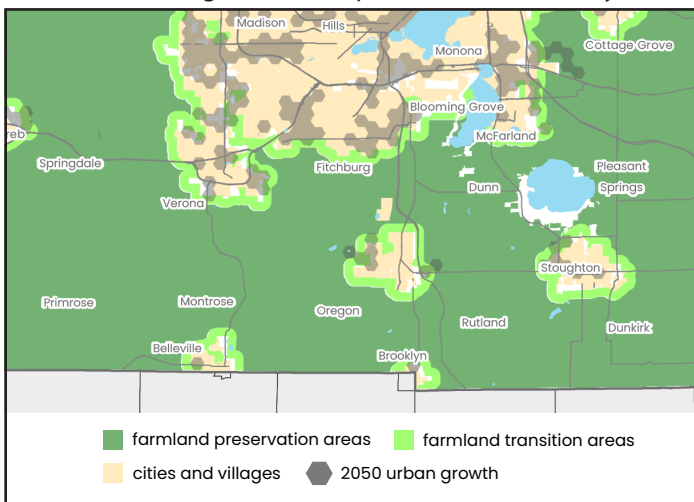 Madison
Hills
Monona
Cottage Grove
Blooming Grove
McFarland
reb
Springdale
Fitchburg
Pleasant
Springs
Dunn
Verona
Stoughton
Primrose
Montrose
Oregon
Rutland
Dunkirk
Belleville
Brooklyn
farmland preservation areas
farmland transition areas
cities and villages
2050 urban growth